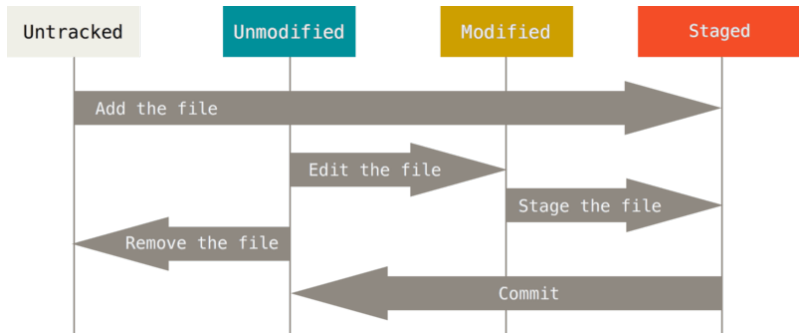 Untracked
Unmodified
Modified
Staged
Add the file
Edit the file
Stage the file
Remove the file
Commit